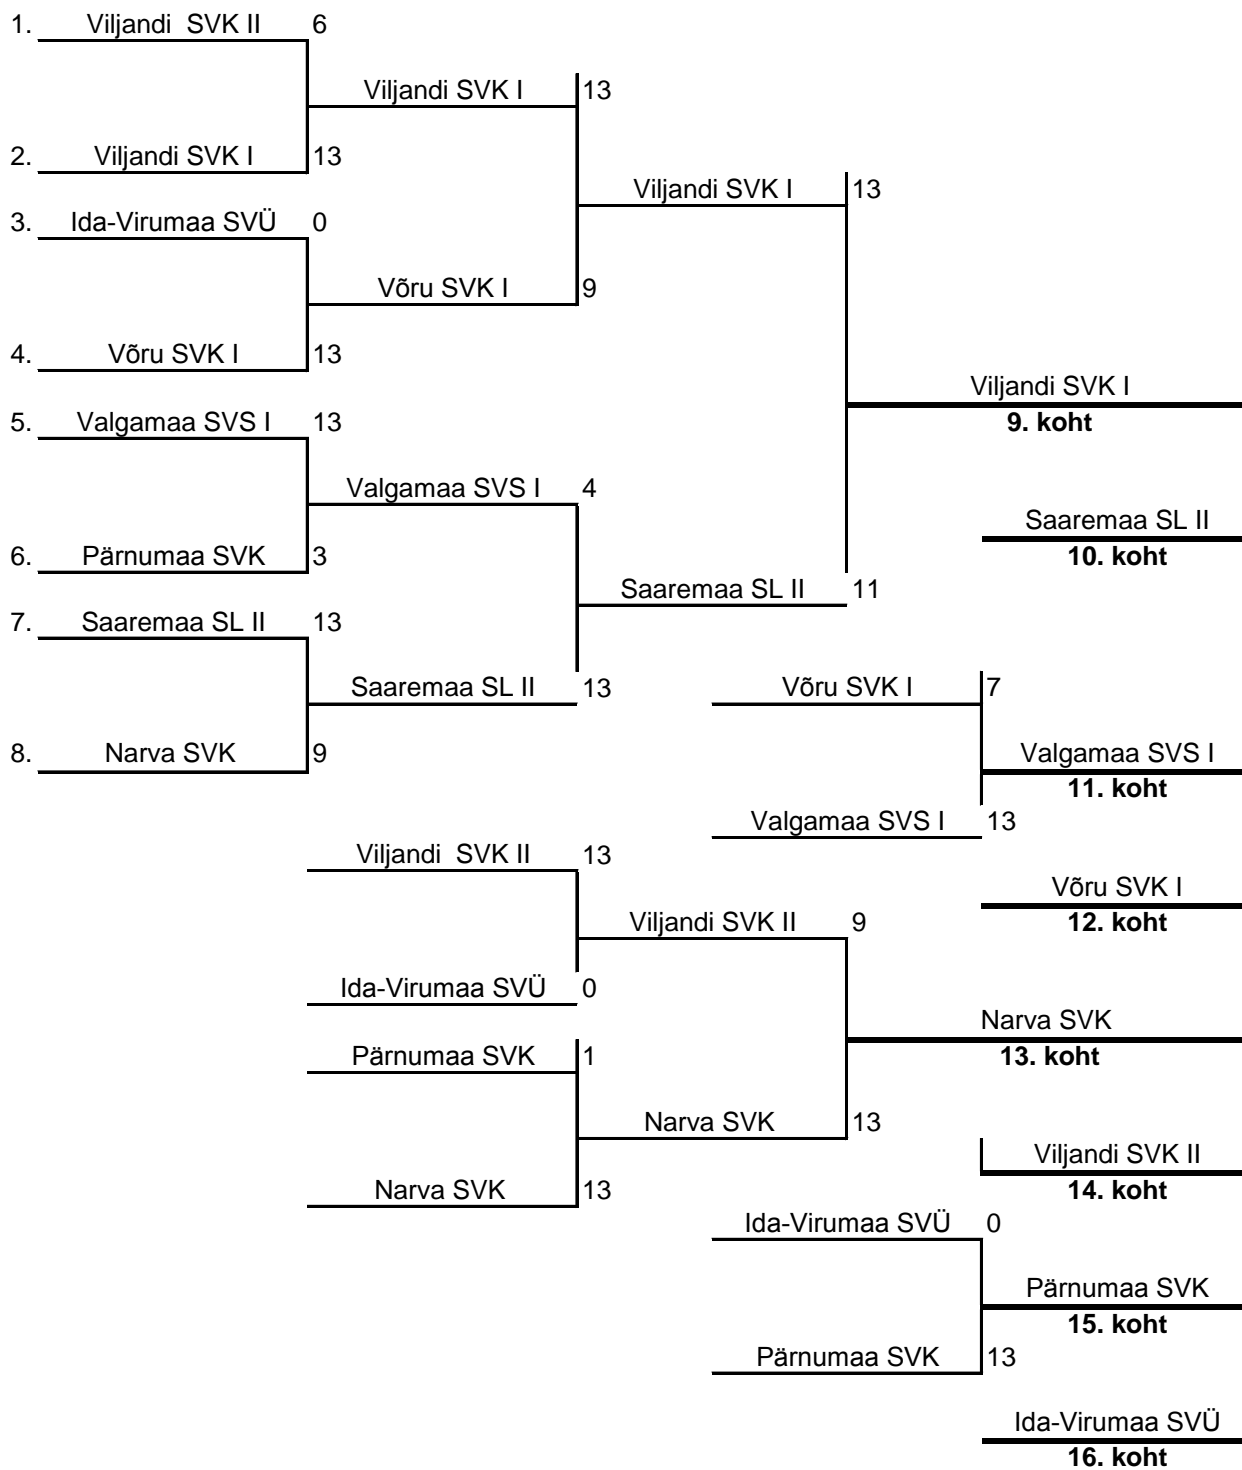 1. Viljandi  SVK II 6
Viljandi SVK I 13
2. Viljandi SVK I 13
Viljandi SVK I 13
3. Ida-Virumaa SVÜ 0
Võru SVK I 9
4. Võru SVK I 13
Viljandi SVK I
9. koht
5. Valgamaa SVS I 13
Valgamaa SVS I 4
Saaremaa SL II
10. koht
6. Pärnumaa SVK 3
Saaremaa SL II 11
7. Saaremaa SL II 13
Saaremaa SL II 13
Võru SVK I 7
8. Narva SVK 9
Valgamaa SVS I
11. koht
Valgamaa SVS I 13
Viljandi  SVK II 13
Võru SVK I
12. koht
Viljandi SVK II 9
Ida-Virumaa SVÜ 0
Narva SVK
13. koht
Pärnumaa SVK 1
Narva SVK 13
Viljandi SVK II
14. koht
Narva SVK 13
Ida-Virumaa SVÜ 0
Pärnumaa SVK
15. koht
Pärnumaa SVK 13
Ida-Virumaa SVÜ
16. koht